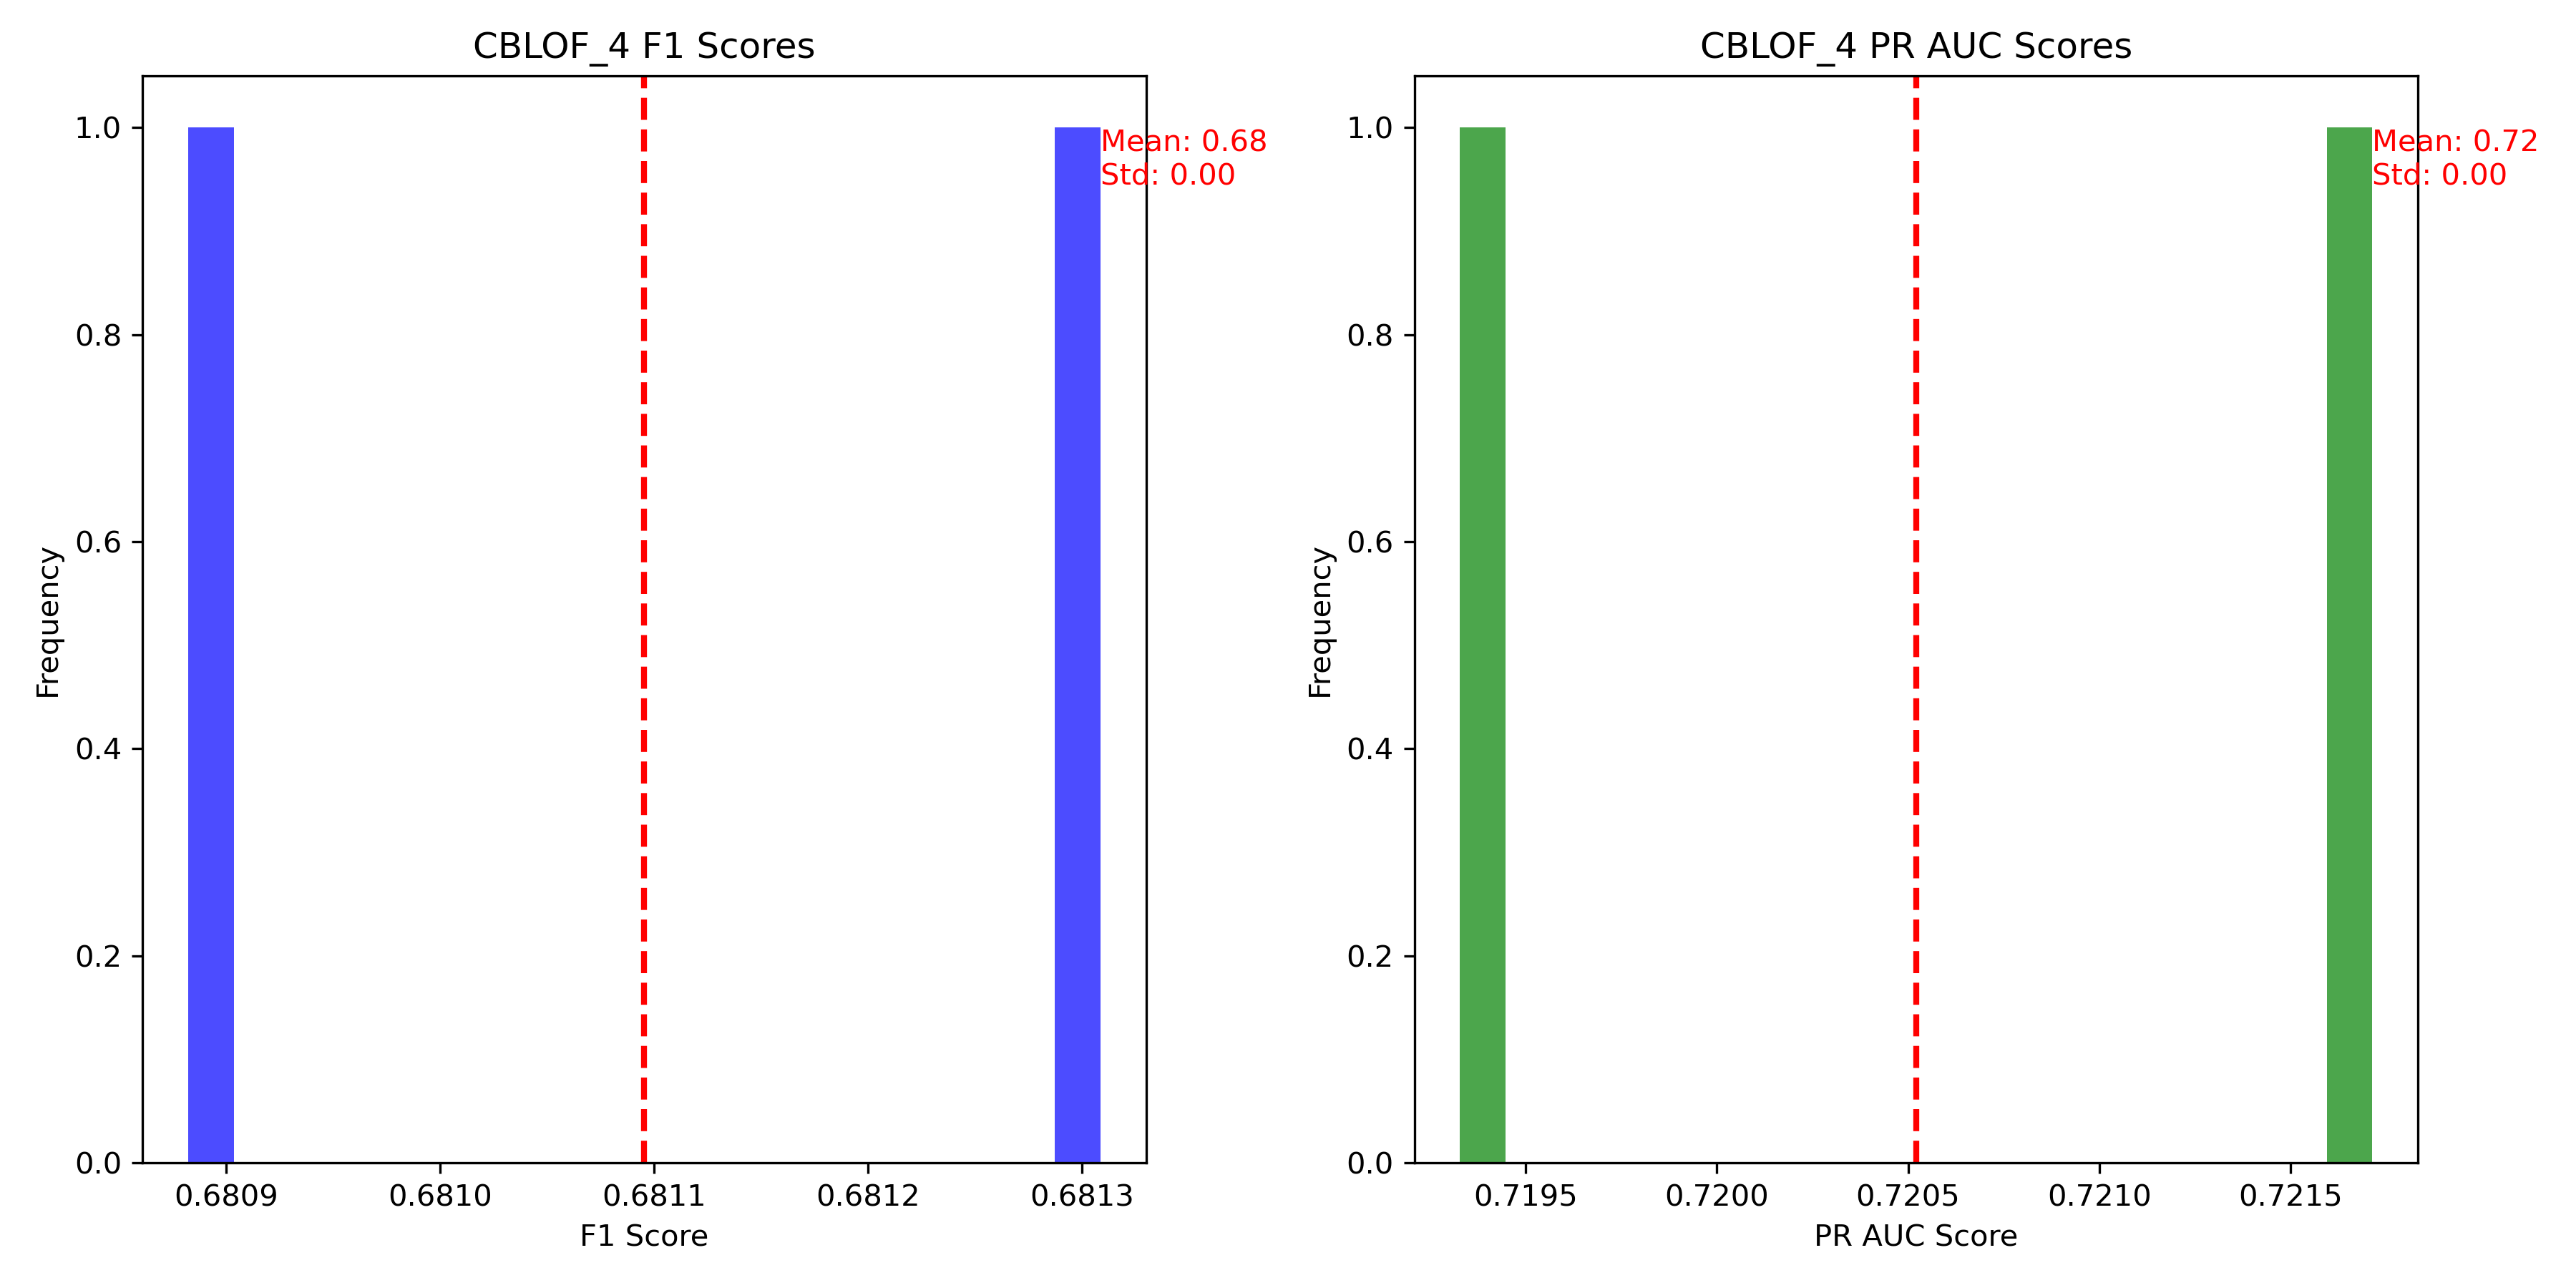 CBLOF_4 F1 Scores
1.0
0.8
0.6
0.4
0.2
0.0
Frequency
Mean: 0.68
Std: 0.00
0.6809 0.6810 0.6811 0.6812 0.6813
F1 Score
CBLOF_4 PR AUC Scores
1.0
0.8
0.6
0.4
0.2
0.0
Frequency
Mean: 0.72
Std: 0.00
0.7195 0.7200 0.7205 0.7210 0.7215
PR AUC Score